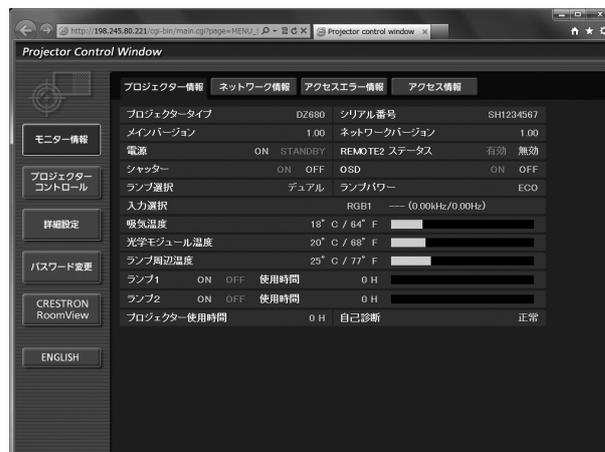 http://198.245.80.221/cgi-bin/main.cgi?page=MENU_
Projector control window
Projector Control Window
プロジェクター情報 ネットワーク情報 アクセスエラー情報 アクセス情報
モニター情報
プロジェクター
コントロール
詳細設定
パスワード変更
CRESTRON
RoomView
ENGLISH
プロジェクタータイプ DZ680 シリアル番号 SH1234567
メインバージョン 1.00 ネットワークバージョン 1.00
電源 ON STANDBY REMOTE2 ステータス 有効 無効
シャッター ON OFF OSD ON OFF
ランプ選択 デュアル ランプパワー ECO
入力選択 RGB1 --- (0.00kHz/0.00Hz)
吸気温度 18° C / 64° F
光学モジュール温度 20° C / 68° F
ランプ周辺温度 25° C / 77° F
ランプ1 ON OFF 使用時間 0 H
ランプ2 ON OFF 使用時間 0 H
プロジェクター使用時間 0 H 自己診断 正常